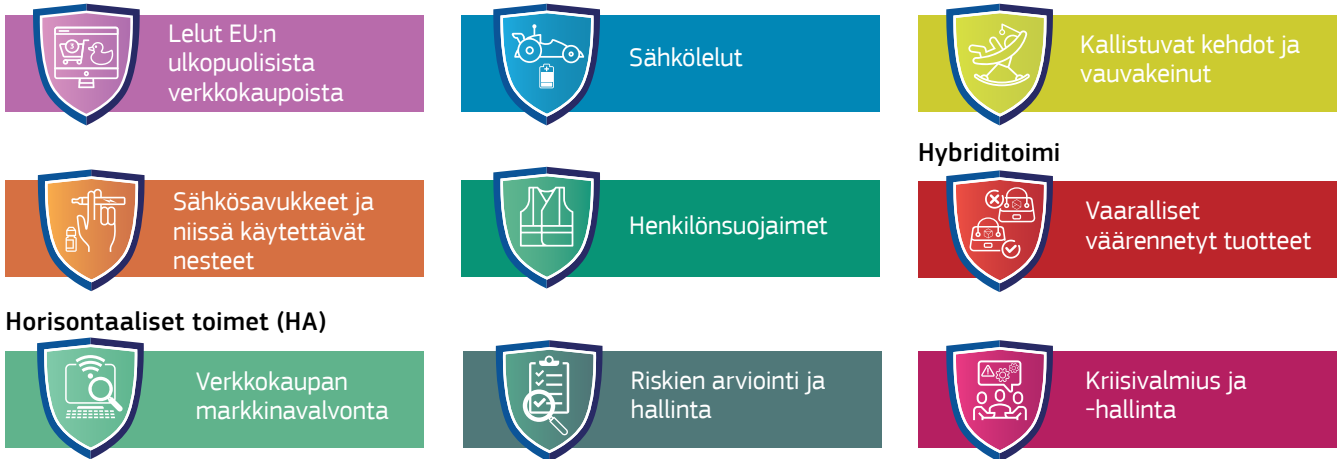 Lelut EU:n
ulkopuolisista
verkkokaupoista
Sähkölelut
Kallistuvat kehdot ja
vauvakeinut
Sähkösavukkeet ja
niissä käytettävät
nesteet
Henkilönsuojaimet
Hybriditoimi
Vaaralliset
väärennetyt tuotteet
Horisontaaliset toimet (HA)
Verkkokaupan
markkinavalvonta
Riskien arviointi ja
hallinta
Kriisivalmius ja
-hallinta